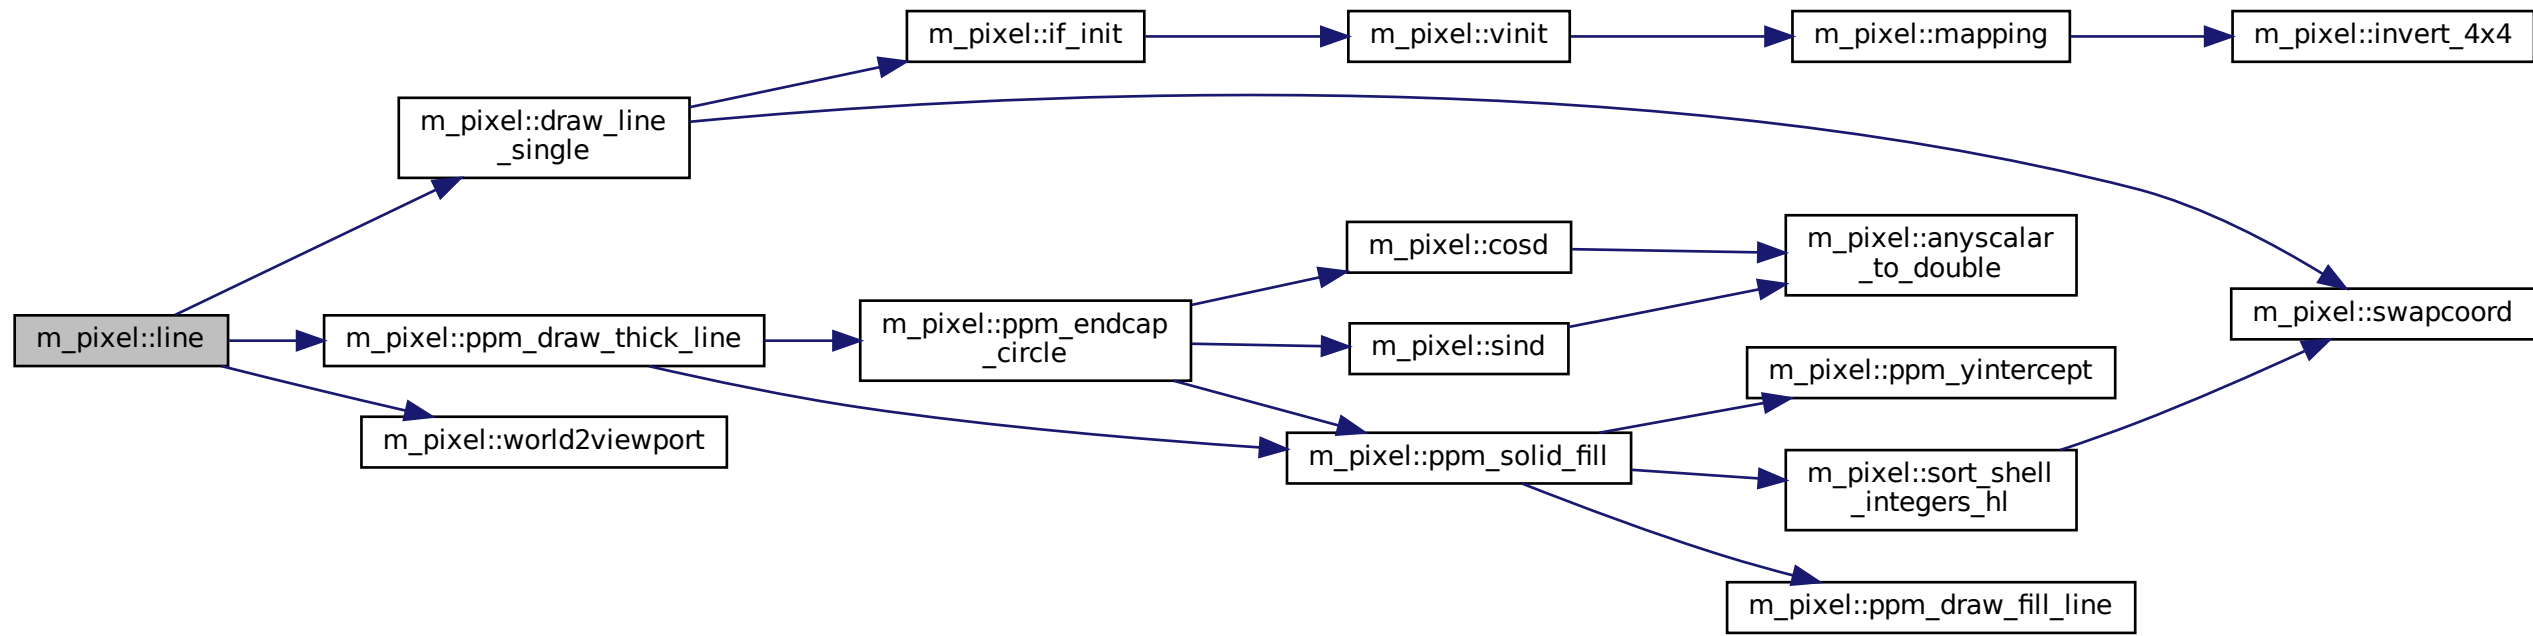 m_pixel::if_init
m_pixel::vinit
m_pixel::mapping
m_pixel::invert_4x4
m_pixel::draw_line
_single
m_pixel::cosd
m_pixel::anyscalar
_to_double
m_pixel::line
m_pixel::ppm_draw_thick_line
m_pixel::ppm_endcap
_circle
m_pixel::sind
m_pixel::swapcoord
m_pixel::ppm_yintercept
m_pixel::world2viewport
m_pixel::ppm_solid_fill
m_pixel::sort_shell
_integers_hl
m_pixel::ppm_draw_fill_line